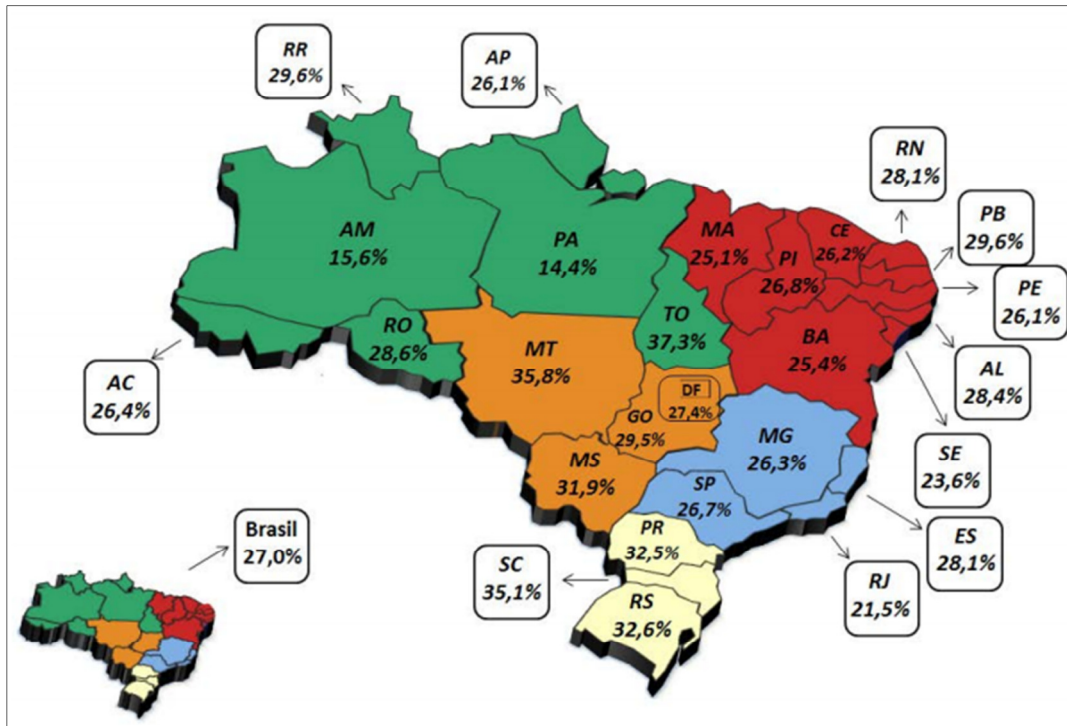 RR
29,6%
AP
26,1%
RN
28,1%
PB
29,6%
PE
26,1%
AL
28,4%
SE
23,6%
ES
28,1%
RJ
21,5%
AM
15,6%
PA
14,4%
MA
25,1%
PI
26,8%
CE
26,2%
TO
37,3%
BA
25,4%
RO
28,6%
AC
26,4%
MT
35,8%
DF
27,4%
GO
29,5%
MG
26,3%
MS
31,9%
SP
26,7%
PR
32,5%
SC
35,1%
RS
32,6%
Brasil
27,0%